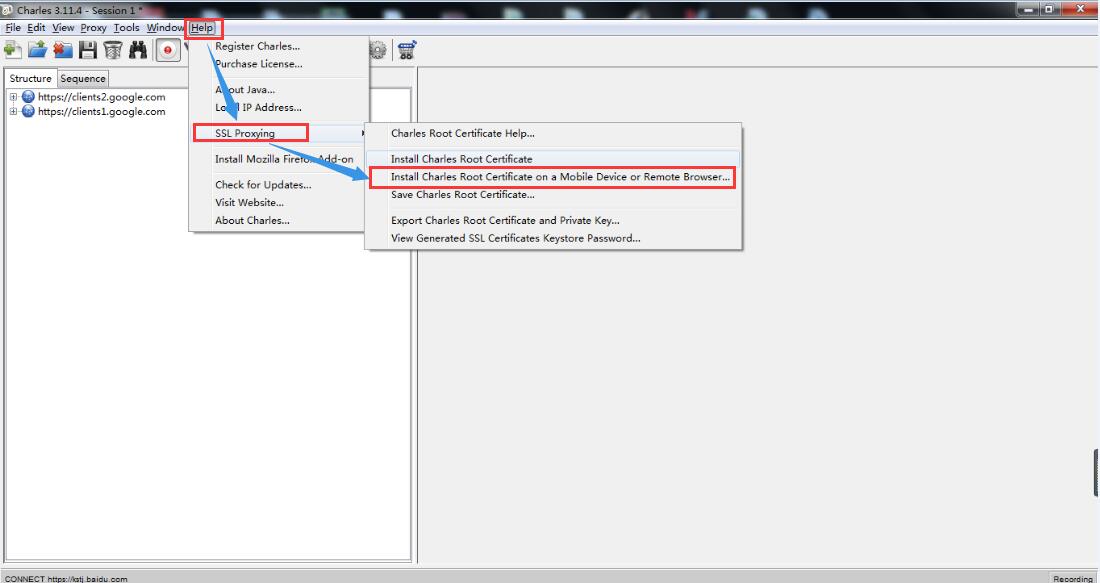 Charles 3.11.4 - Session 1 *
File Edit View Proxy Tools Window Help
Structure Sequence
https://clients2.google.com
https://clients1.google.com
Register Charles...
Purchase License...
About Java...
Local IP Address...
SSL Proxying
Install Mozilla Firefox Add-on
Check for Updates...
Visit Website...
About Charles...
Charles Root Certificate Help...
Install Charles Root Certificate
Install Charles Root Certificate on a Mobile Device or Remote Browser...
Save Charles Root Certificate...
Export Charles Root Certificate and Private Key...
View Generated SSL Certificates Keystore Password...
CONNECT https://kstj.baidu.com
Recording